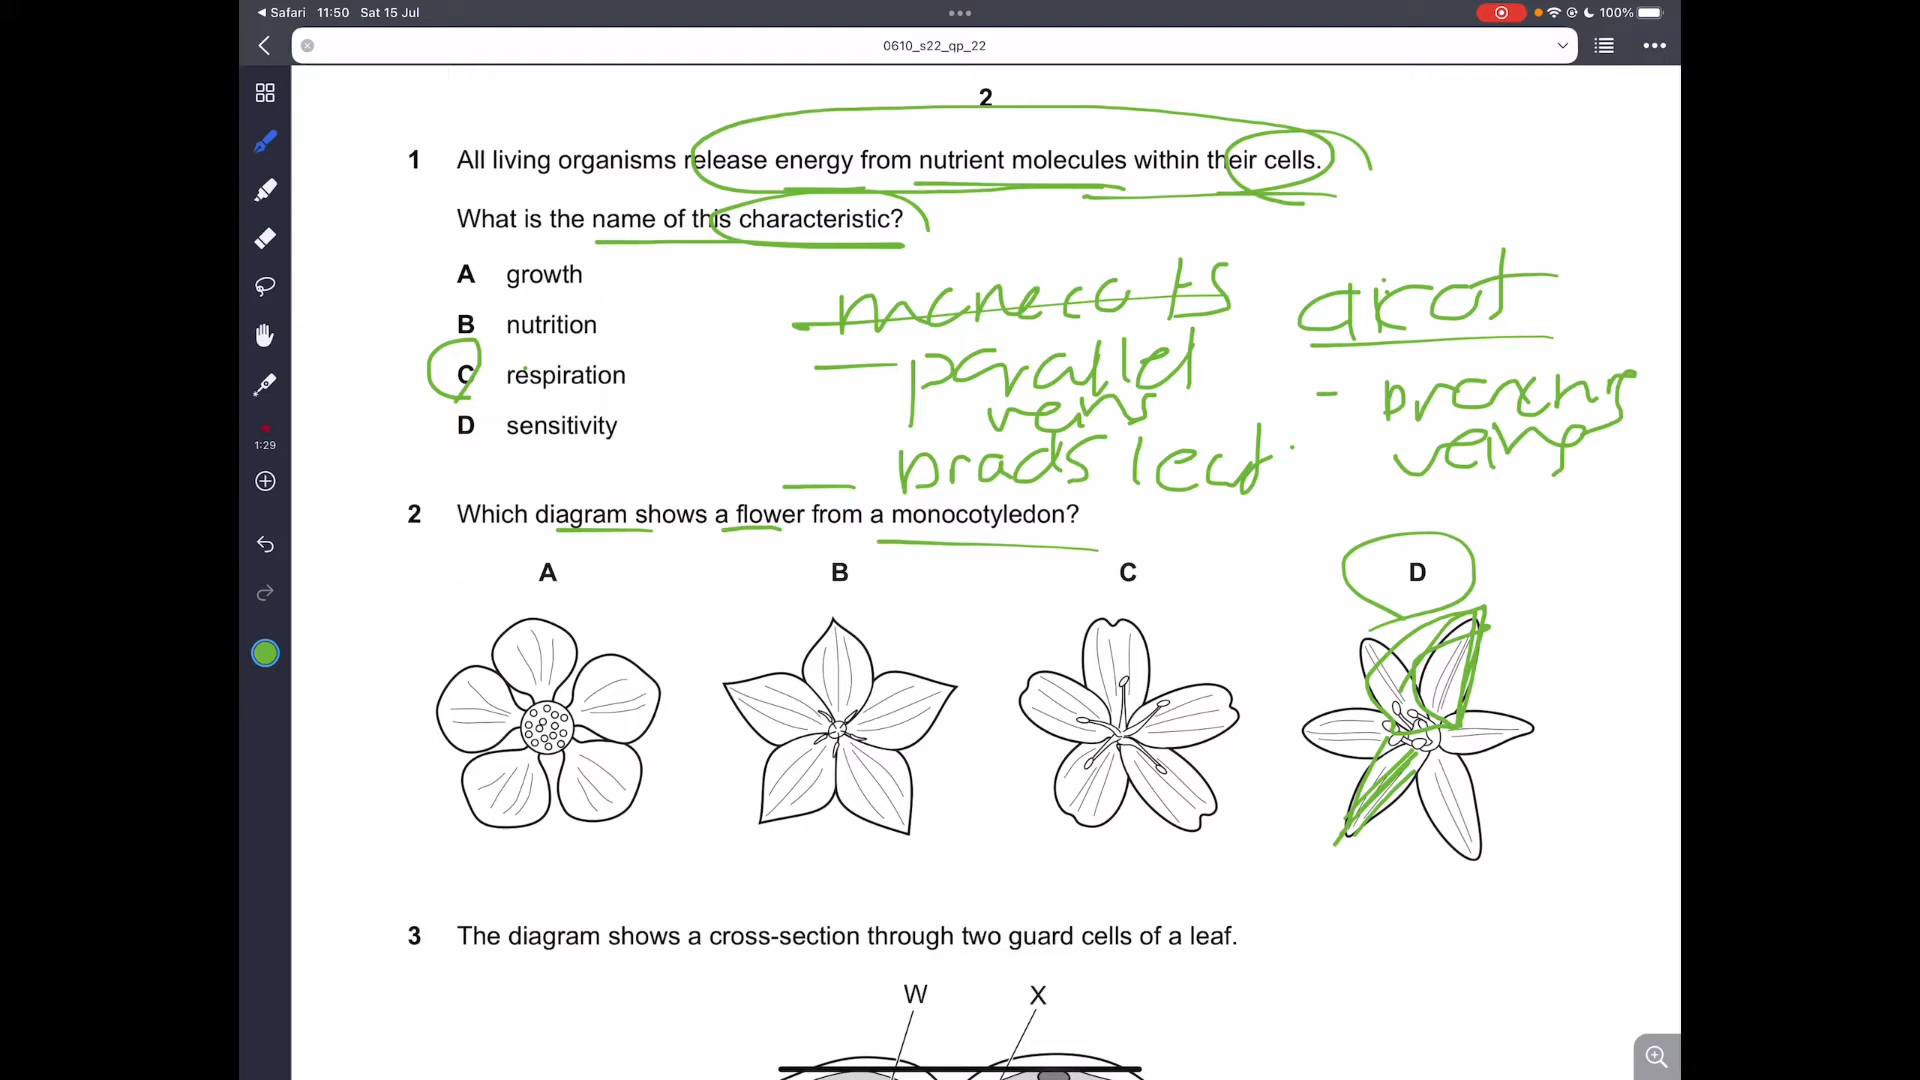 Safari 11:50 Sat 15 Jul
100%
0610_s22_qp_22
2
1 All living organisms release energy from nutrient molecules within their cells.
What is the name of this characteristic?
A growth
B nutrition
C respiration
D sensitivity
1:29
monocots
parallel
veins
dicot
veins
2 Which diagram shows a flower from a monocotyledon?
A B C D
3 The diagram shows a cross-section through two guard cells of a leaf.
W X